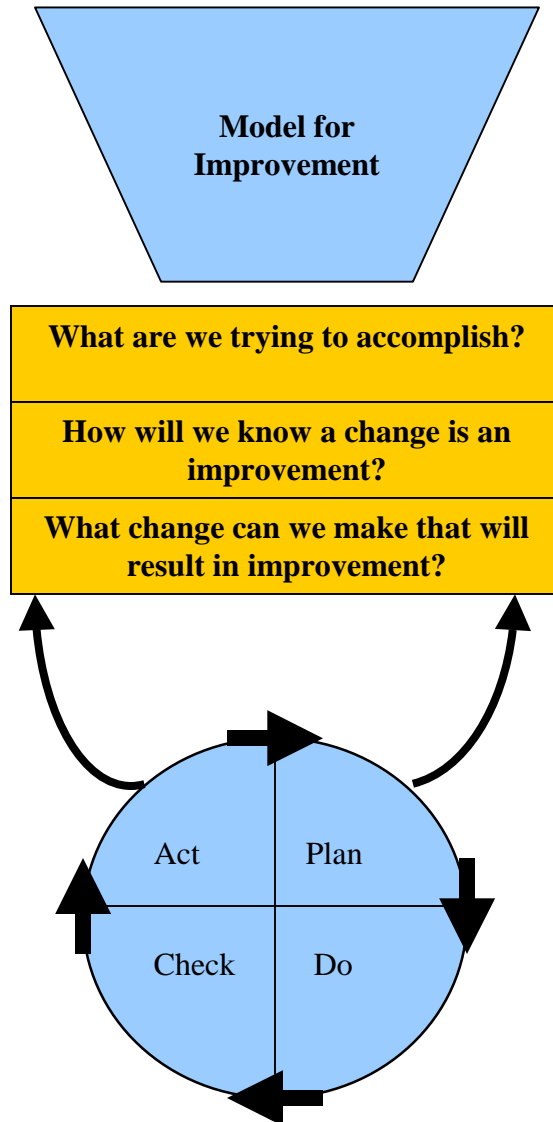 Model for
Improvement
What are we trying to accomplish?
How will we know a change is an
improvement?
What change can we make that will
result in improvement?
Act
Plan
Check
Do